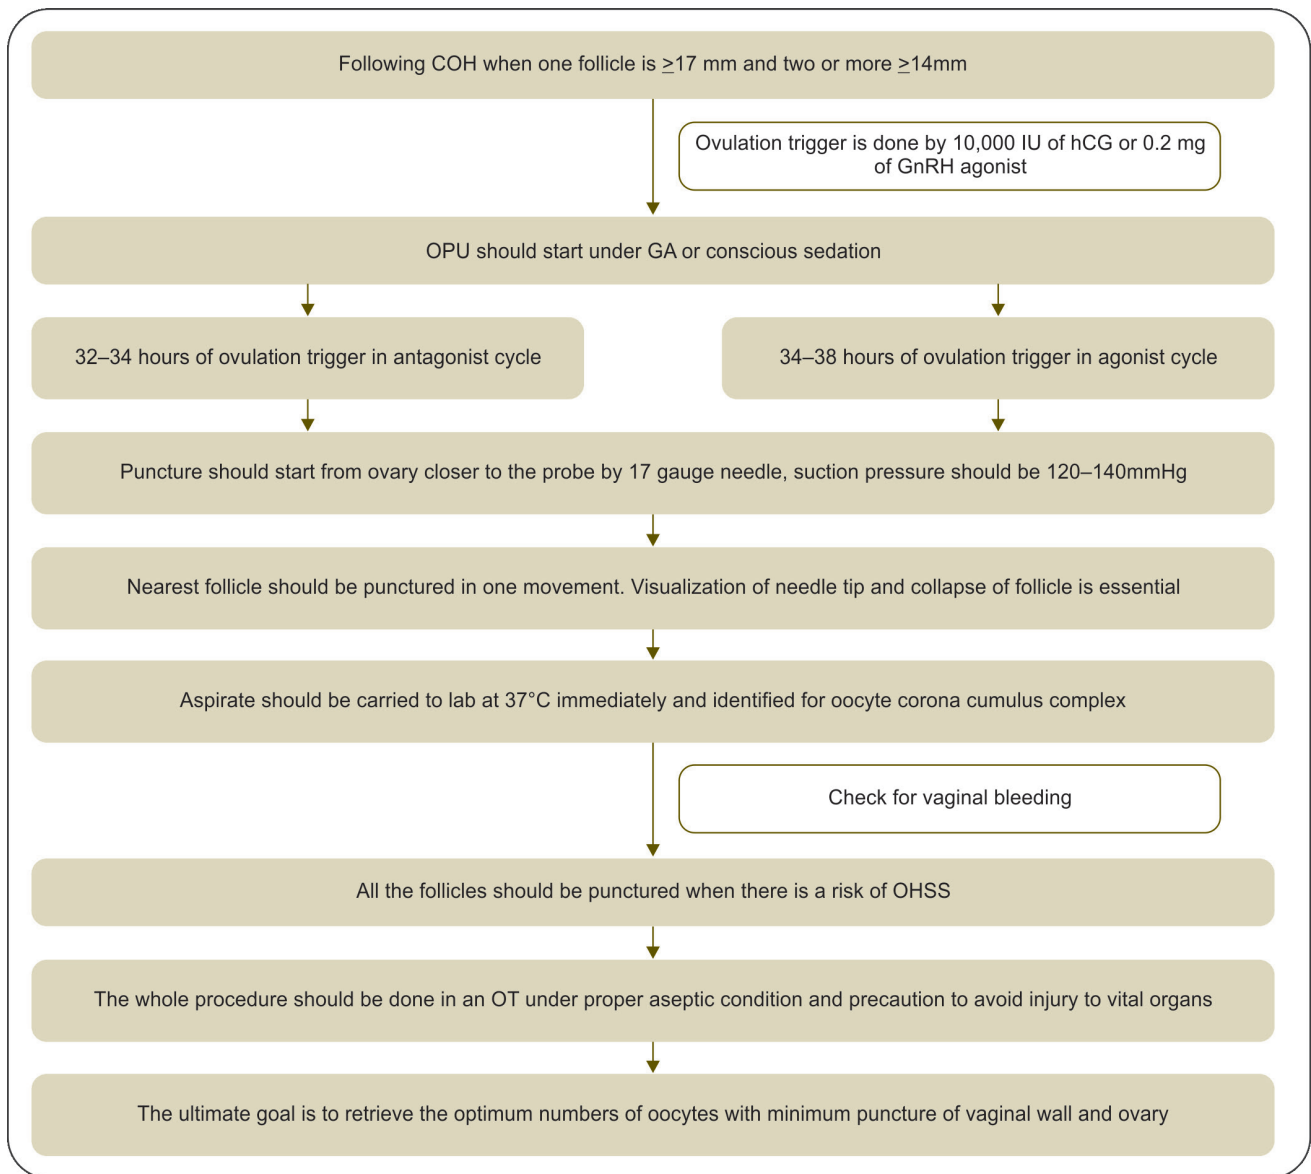 Following COH when one follicle is ≥17 mm and two or more ≥14mm
Ovulation trigger is done by 10,000 IU of hCG or 0.2 mg
of GnRH agonist
OPU should start under GA or conscious sedation
32–34 hours of ovulation trigger in antagonist cycle
34–38 hours of ovulation trigger in agonist cycle
Puncture should start from ovary closer to the probe by 17 gauge needle, suction pressure should be 120–140mmHg
Nearest follicle should be punctured in one movement. Visualization of needle tip and collapse of follicle is essential
Aspirate should be carried to lab at 37°C immediately and identified for oocyte corona cumulus complex
Check for vaginal bleeding
All the follicles should be punctured when there is a risk of OHSS
The whole procedure should be done in an OT under proper aseptic condition and precaution to avoid injury to vital organs
The ultimate goal is to retrieve the optimum numbers of oocytes with minimum puncture of vaginal wall and ovary